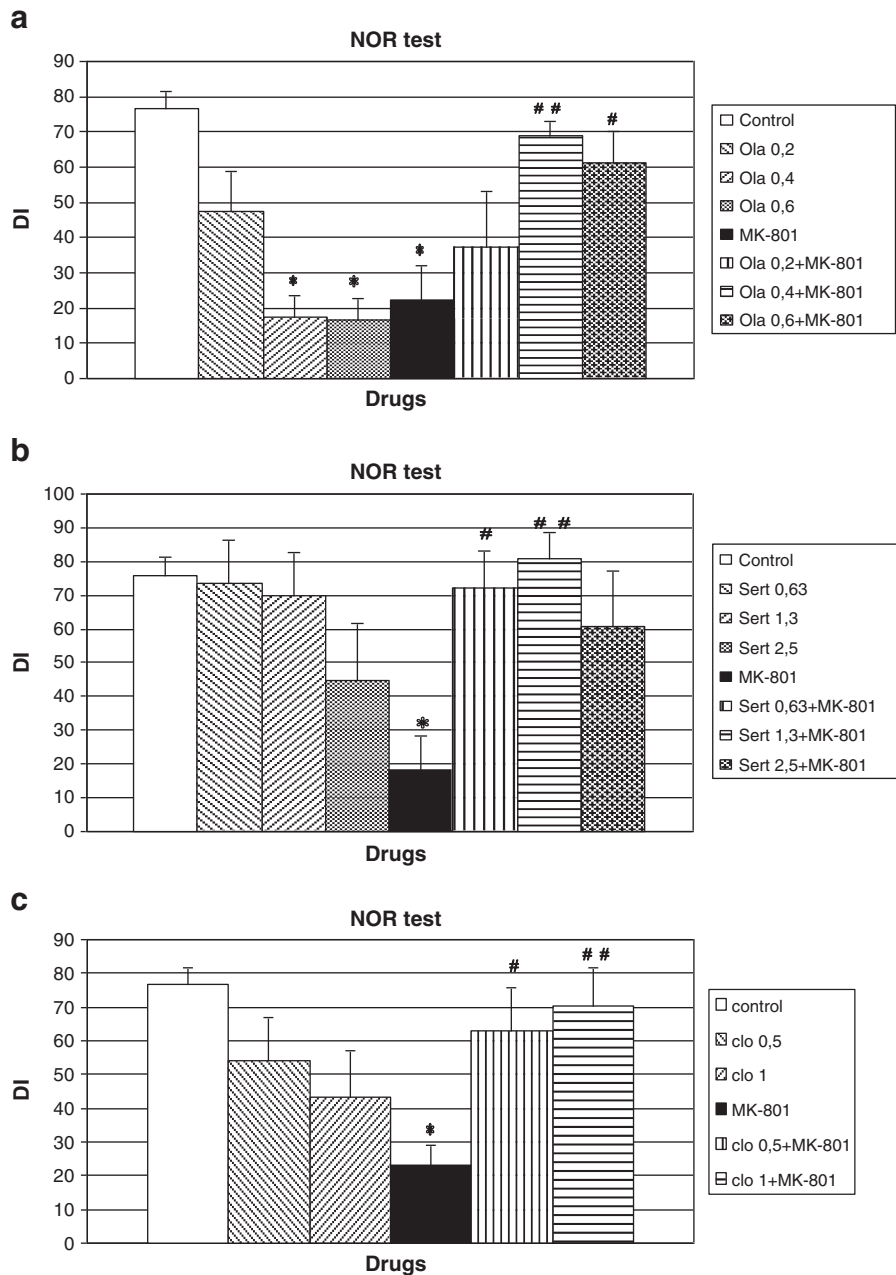 a
NOR test
90
80
70
60
50
40
30
20
10
0
DI
* * * ## #
Drugs
Control
Ola 0,2
Ola 0,4
Ola 0,6
MK-801
Ola 0,2+MK-801
Ola 0,4+MK-801
Ola 0,6+MK-801
b
NOR test
100
90
80
70
60
50
40
30
20
10
0
DI
* # # #
Drugs
Control
Sert 0,63
Sert 1,3
Sert 2,5
MK-801
Sert 0,63+MK-801
Sert 1,3+MK-801
Sert 2,5+MK-801
c
NOR test
90
80
70
60
50
40
30
20
10
0
DI
* # ##
Drugs
control
clo 0,5
clo 1
MK-801
clo 0,5+MK-801
clo 1+MK-801